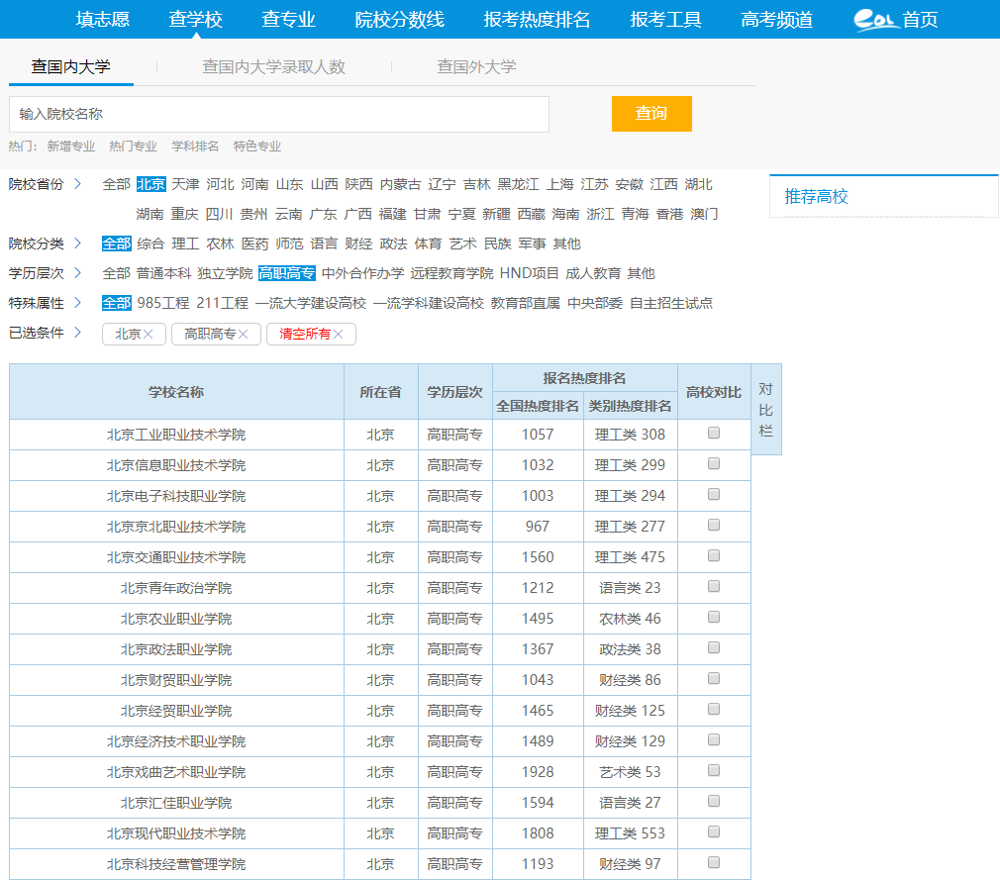 填志愿 查学校 查专业 院校分数线 报考热度排名 报考工具 高考频道 eol 首页
查国内大学 查国内大学录取人数 查国外大学
输入院校名称 查询
热门： 新增专业 热门专业 学科排名 特色专业
院校省份 全部 北京 天津 河北 河南 山东 山西 陕西 内蒙古 辽宁 吉林 黑龙江 上海 江苏 安徽 江西 湖北
湖南 重庆 四川 贵州 云南 广东 广西 福建 甘肃 宁夏 新疆 西藏 海南 浙江 青海 香港 澳门
推荐高校
院校分类 全部 综合 理工 农林 医药 师范 语言 财经 政法 体育 艺术 民族 军事 其他
学历层次 全部 普通本科 独立学院 高职高专 中外合作办学 远程教育学院 HND项目 成人教育 其他
特殊属性 全部 985工程 211工程 一流大学建设高校 一流学科建设高校 教育部直属 中央部委 自主招生试点
已选条件 北京 高职高专 清空所有
学校名称 所在省 学历层次 报名热度排名 高校对比
全国热度排名 类别热度排名
对
比
栏
北京工业职业技术学院 北京 高职高专 1057 理工类 308
北京信息职业技术学院 北京 高职高专 1032 理工类 299
北京电子科技职业学院 北京 高职高专 1003 理工类 294
北京京北职业技术学院 北京 高职高专 967 理工类 277
北京交通职业技术学院 北京 高职高专 1560 理工类 475
北京青年政治学院 北京 高职高专 1212 语言类 23
北京农业职业学院 北京 高职高专 1495 农林类 46
北京政法职业学院 北京 高职高专 1367 政法类 38
北京财贸职业学院 北京 高职高专 1043 财经类 86
北京经贸职业学院 北京 高职高专 1465 财经类 125
北京经济技术职业学院 北京 高职高专 1489 财经类 129
北京戏曲艺术职业学院 北京 高职高专 1928 艺术类 53
北京汇佳职业学院 北京 高职高专 1594 语言类 27
北京现代职业技术学院 北京 高职高专 1808 理工类 553
北京科技经营管理学院 北京 高职高专 1193 财经类 97